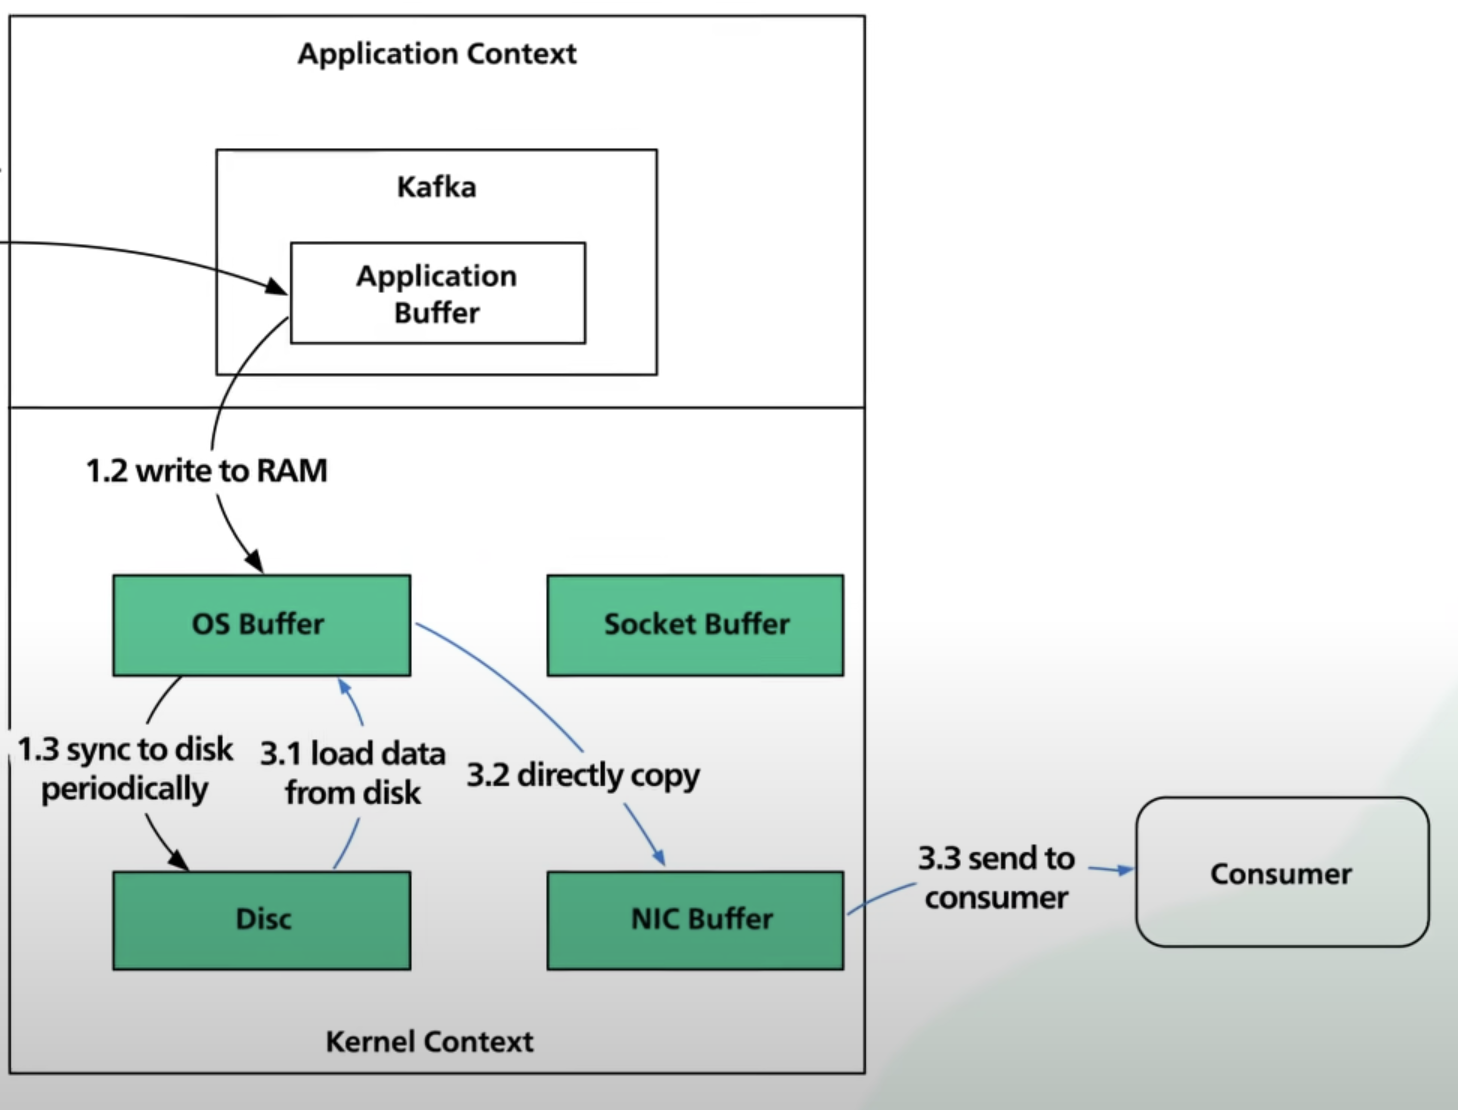 Application Context
Kafka
Application
Buffer
1.2 write to RAM
OS Buffer
Socket Buffer
1.3 sync to disk
periodically
3.1 load data
from disk
3.2 directly copy
3.3 send to
consumer
Consumer
Disc
NIC Buffer
Kernel Context